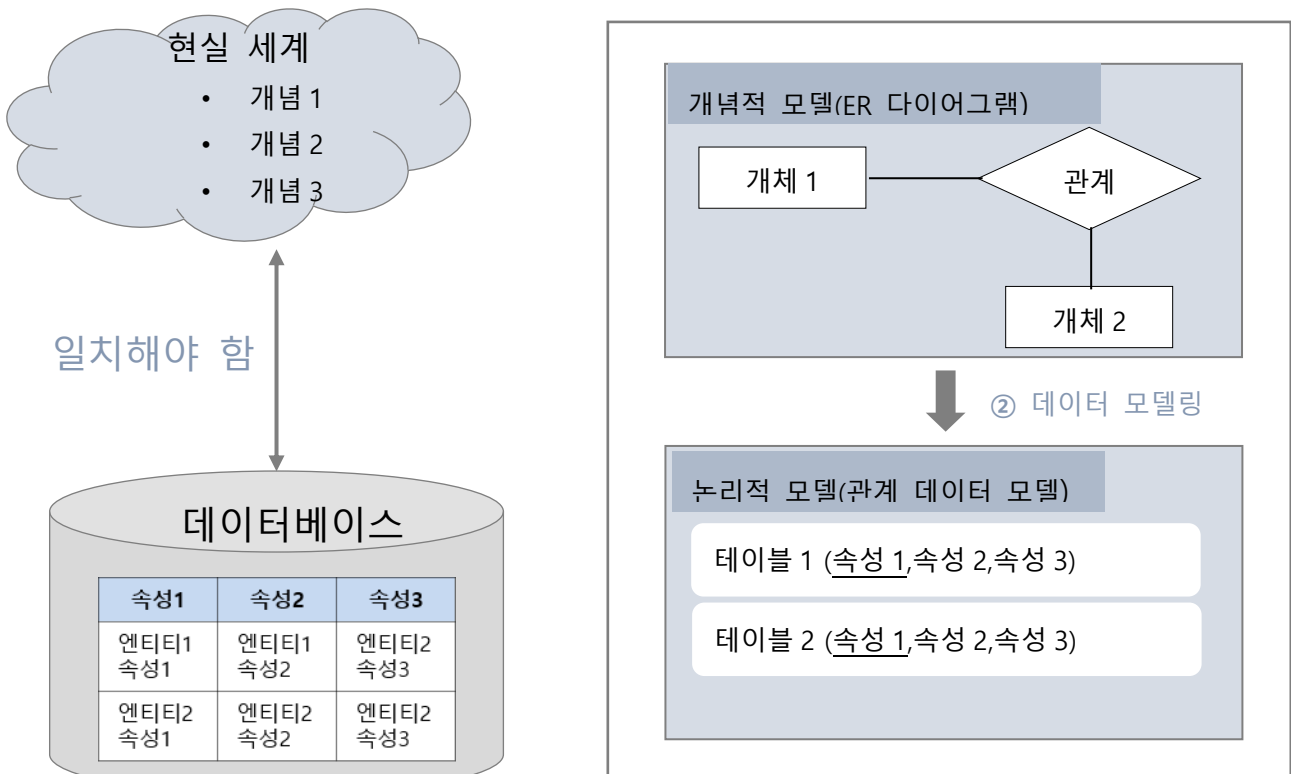 현실 세계
• 개념 1
• 개념 2
• 개념 3
일치해야 함
데이터베이스
속성1 속성2 속성3
엔티티1 엔티티1 엔티티2
속성1 속성2 속성3
엔티티2 엔티티2 엔티티2
속성1 속성2 속성3
개념적 모델(ER 다이어그램)
개체 1
관계
개체 2
② 데이터 모델링
논리적 모델(관계 데이터 모델)
테이블 1 (속성 1,속성 2,속성 3)
테이블 2 (속성 1,속성 2,속성 3)